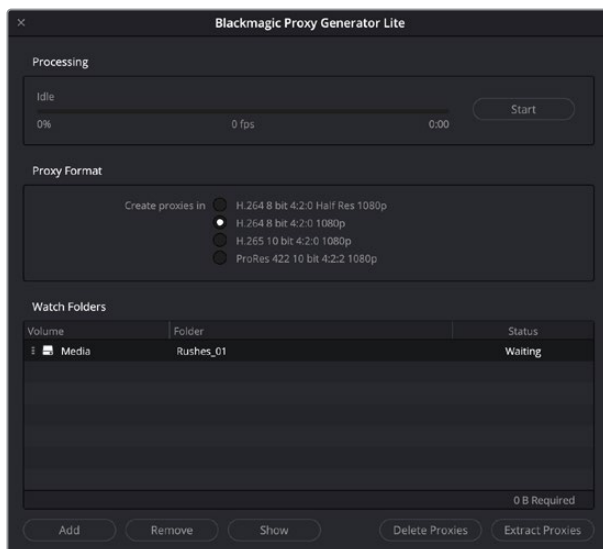 Blackmagic Proxy Generator Lite
Processing
Idle
0% 0 fps 0:00
Start
Proxy Format
Create proxies in H.264 8 bit 4:2:0 Half Res 1080p
H.264 8 bit 4:2:0 1080p
H.265 10 bit 4:2:0 1080p
ProRes 422 10 bit 4:2:2 1080p
Watch Folders
Volume Folder Status
Media Rushes_01 Waiting
0 B Required
Add Remove Show Delete Proxies Extract Proxies